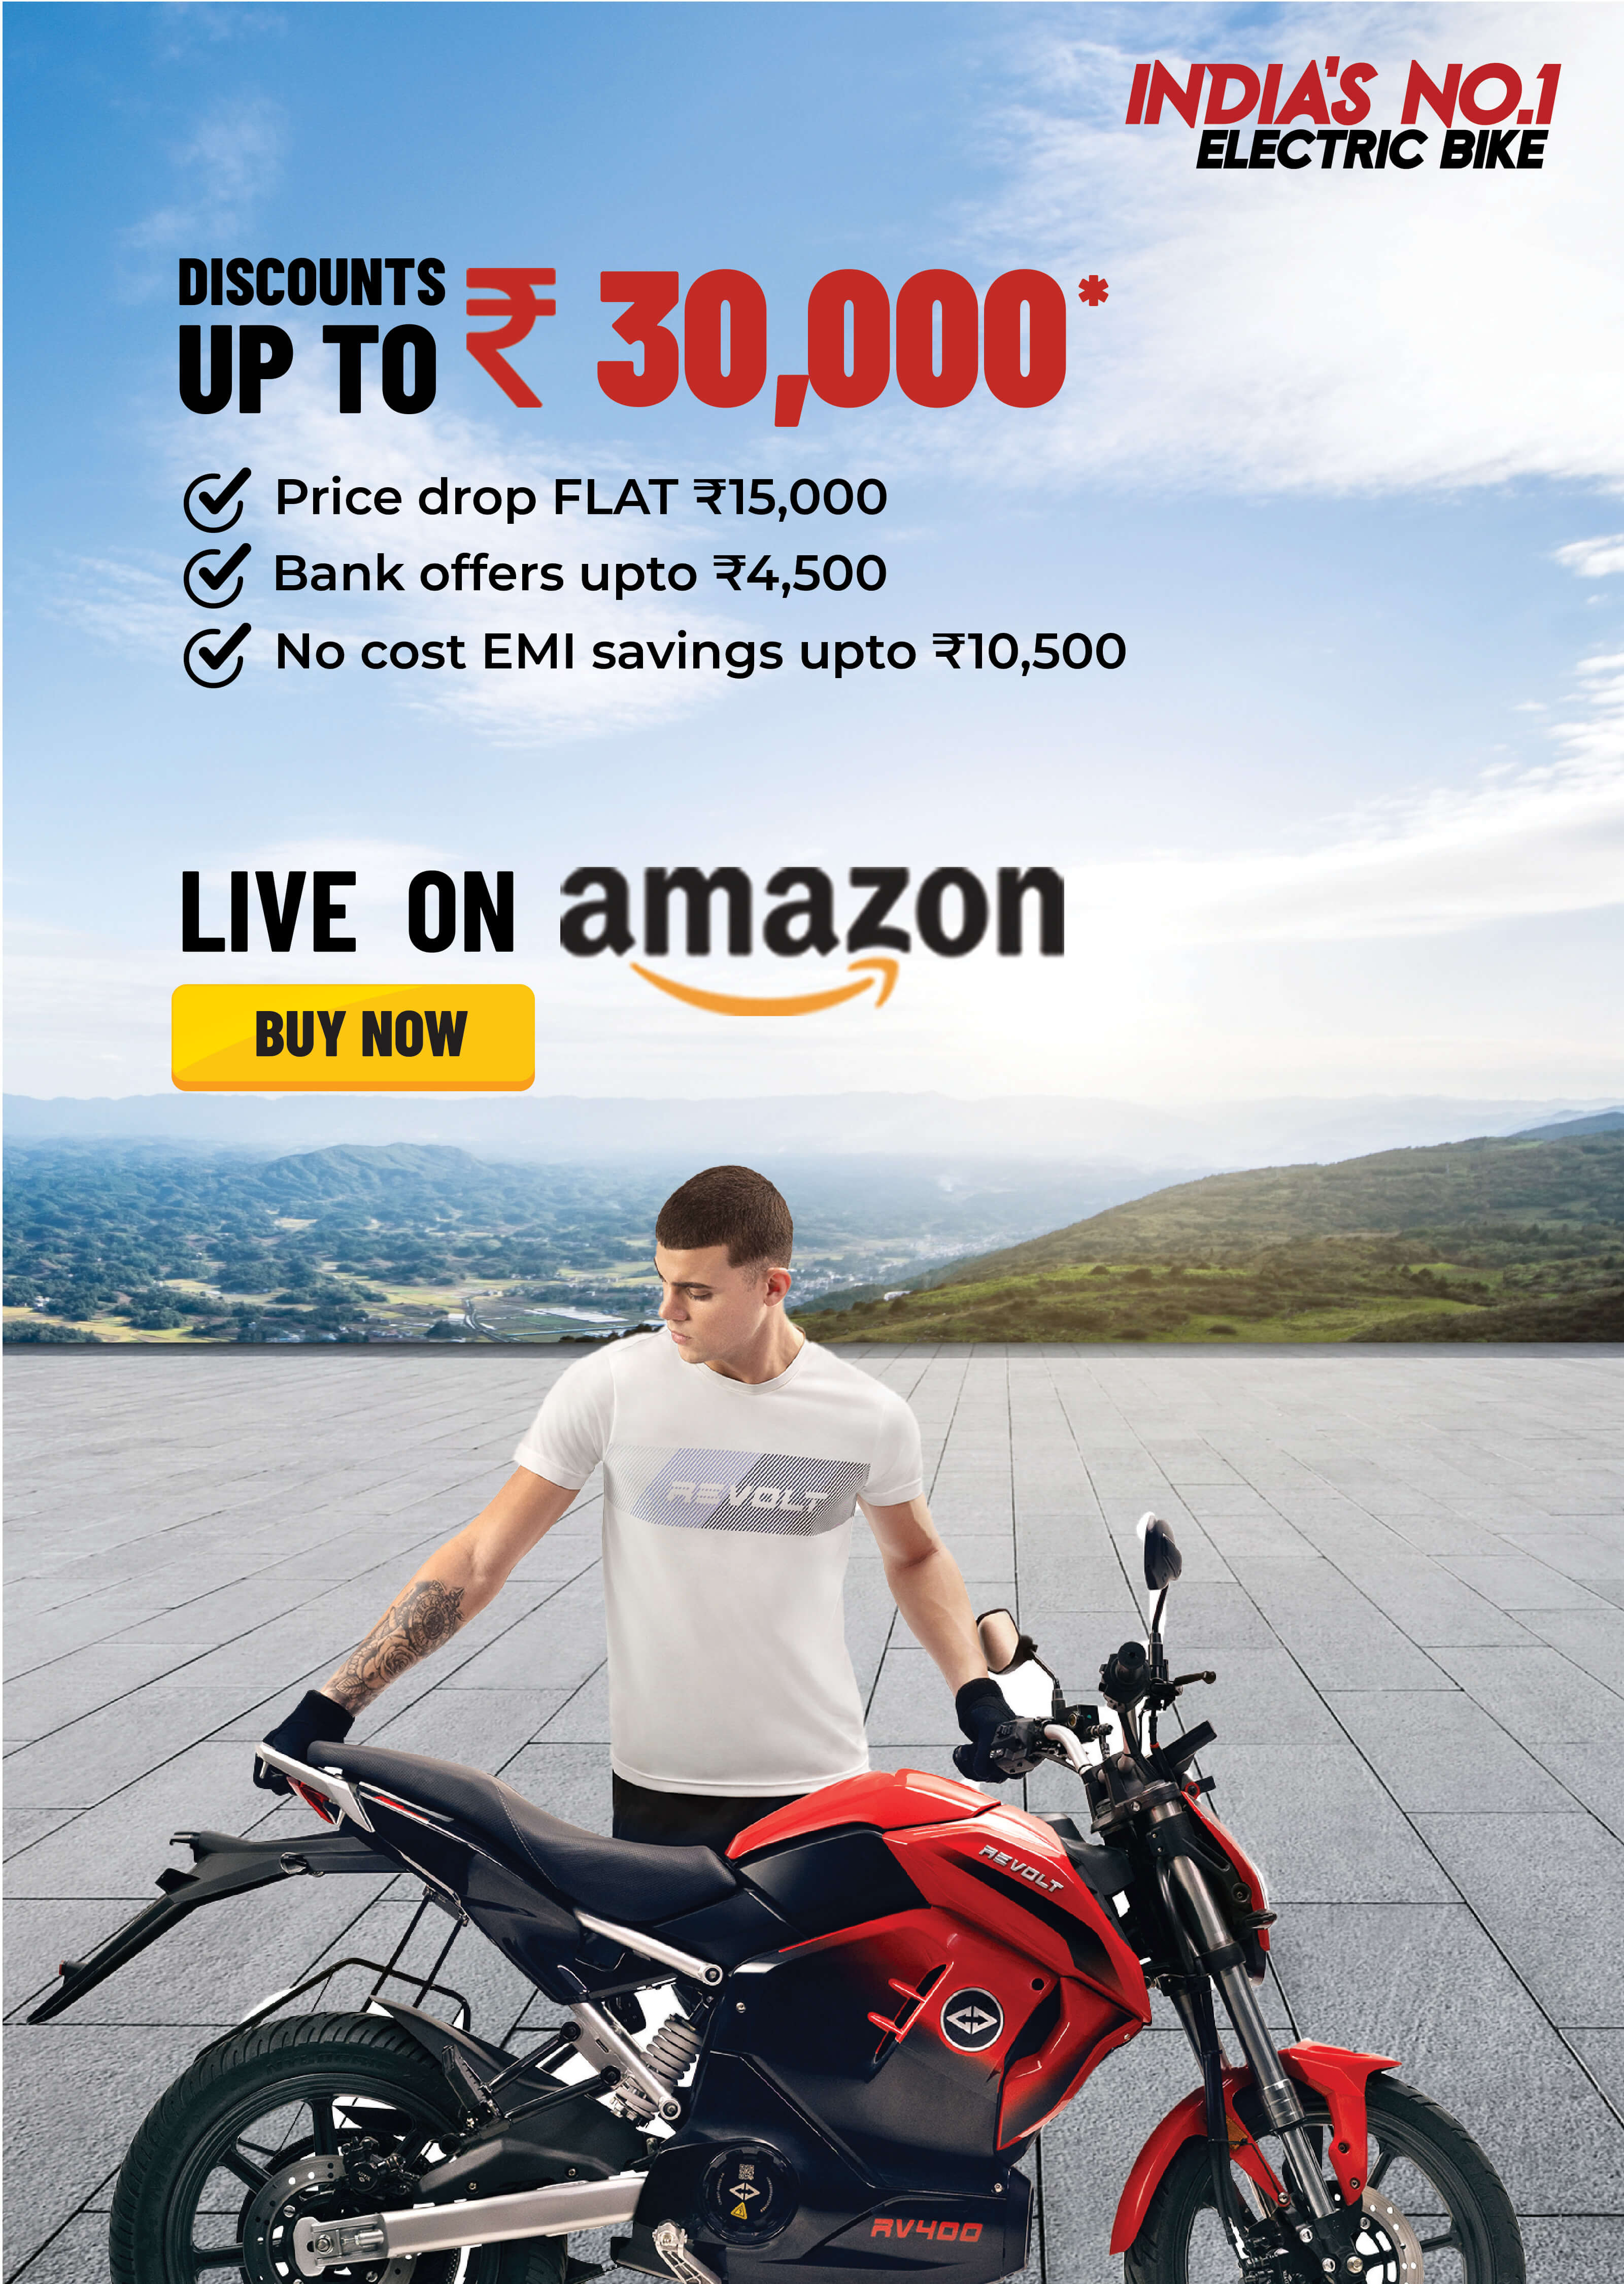 INDIA'S NO.1
ELECTRIC BIKE
DISCOUNTS
UP TO ₹ 30,000*
Price drop FLAT ₹15,000
Bank offers upto ₹4,500
No cost EMI savings upto ₹10,500
LIVE ON amazon
BUY NOW
REVOLT
REVOLT
RV400